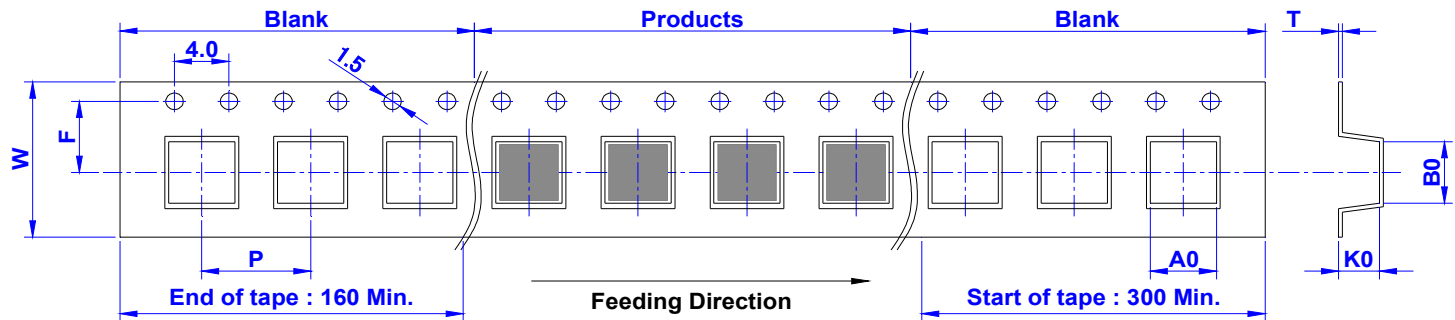 Blank
Products
Blank
T
4.0
1.5
F
W
B0
P
A0
K0
End of tape : 160 Min.
Feeding Direction
Start of tape : 300 Min.